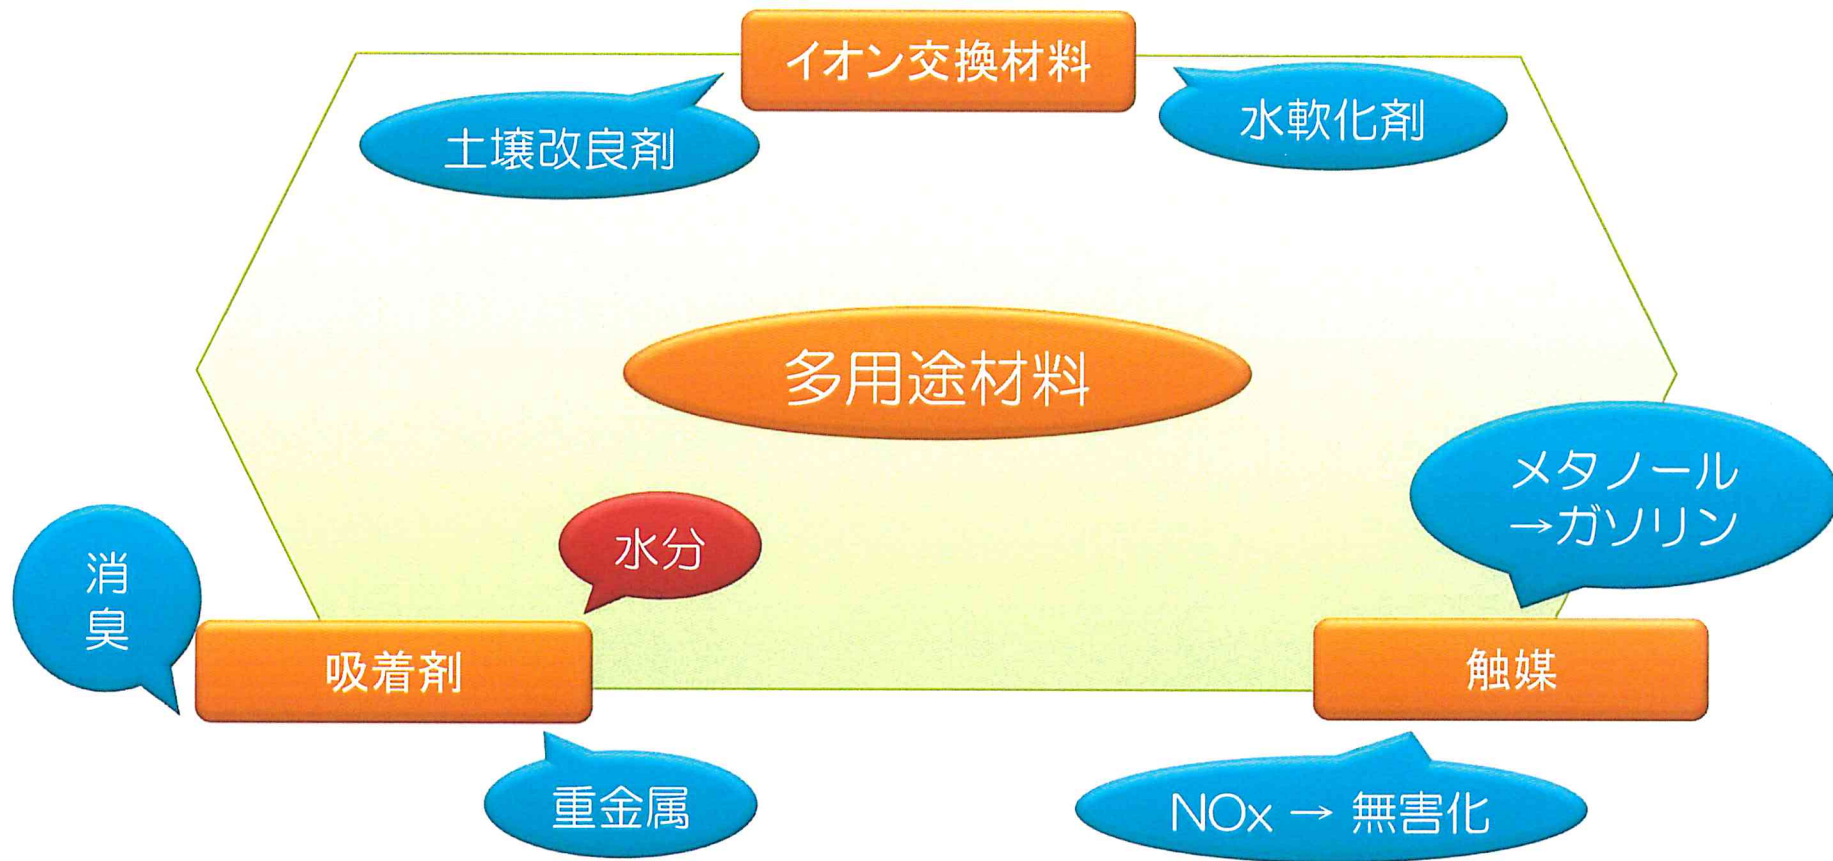 イオン交換材料
土壌改良剤
水軟化剤
多用途材料
メタノール
→ガソリン
水分
消
臭
吸着剤
触媒
重金属
NOx → 無害化